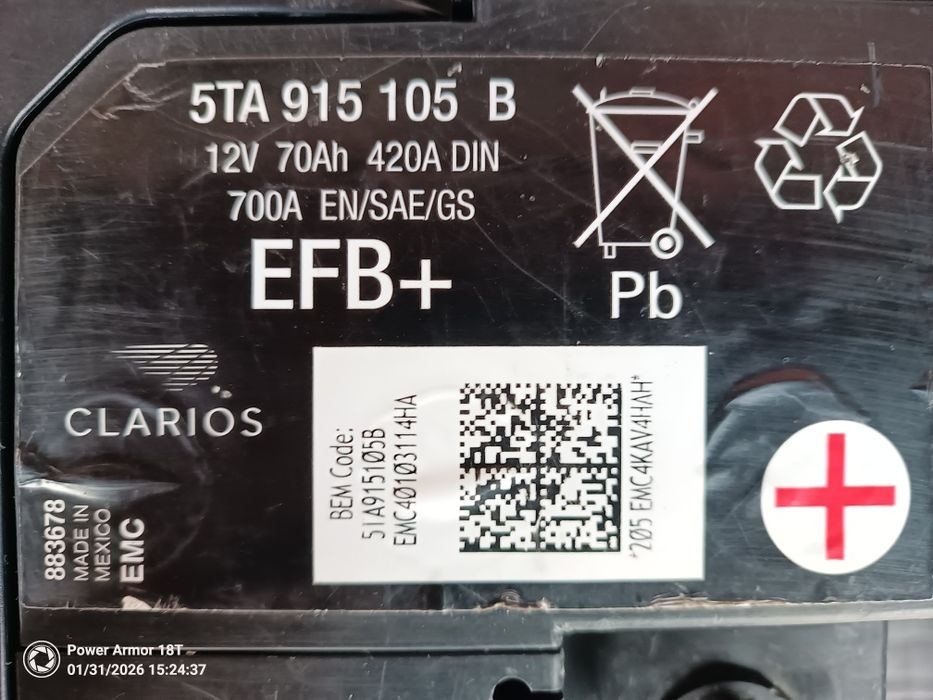 5TA 915 105 B
12V 70Ah 420A DIN
700A EN/SAE/GS
EFB+
Pb
CLARIOS
BEM Code:
51A915105B
EMC40103114HA
*205 EMC4KAV4HAH*
883678
MADE IN
MEXICO
EMC
Power Armor 18T
01/31/2026 15:24:37